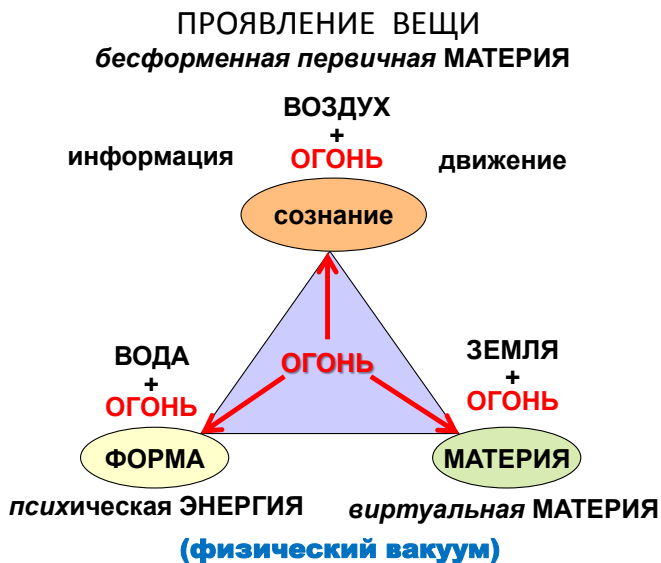 ПРОЯВЛЕНИЕ ВЕЩИ
бесформенная первичная МАТЕРИЯ
ВОЗДУХ
+
информация ОГОНЬ движение
сознание
ОГОНЬ
ВОДА
+
ОГОНЬ
ЗЕМЛЯ
+
ОГОНЬ
ФОРМА
МАТЕРИЯ
психическая ЭНЕРГИЯ
виртуальная МАТЕРИЯ
(физический вакуум)